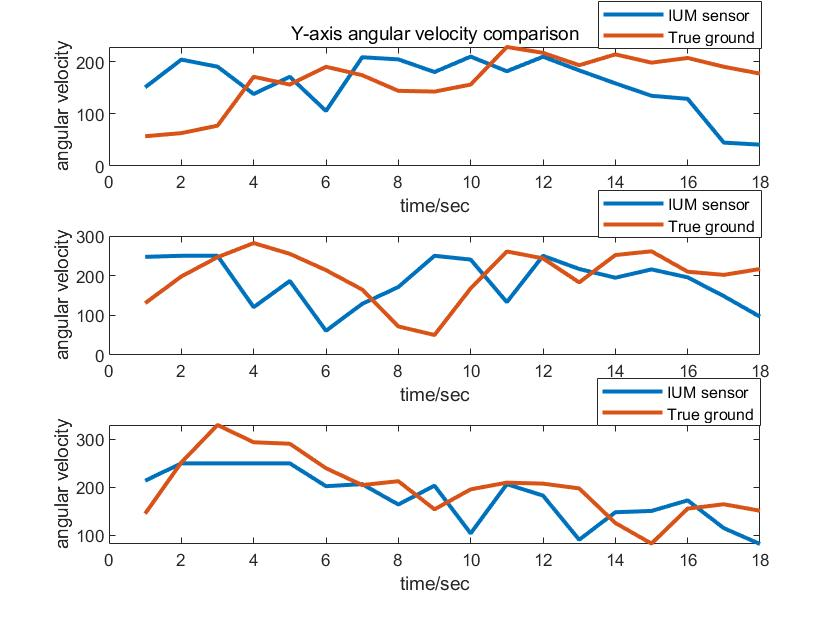 Y-axis angular velocity comparison
IUM sensor
True ground
angular velocity
200
100
0
0 2 4 6 8 10 12 14 16 18
time/sec
IUM sensor
True ground
angular velocity
300
200
100
0
0 2 4 6 8 10 12 14 16 18
time/sec
IUM sensor
True ground
angular velocity
300
200
100
0 2 4 6 8 10 12 14 16 18
time/sec